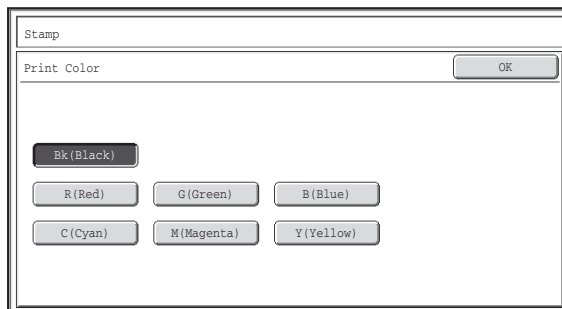 Stamp
Print Color OK
Bk(Black)
R(Red) G(Green) B(Blue)
C(Cyan) M(Magenta) Y(Yellow)